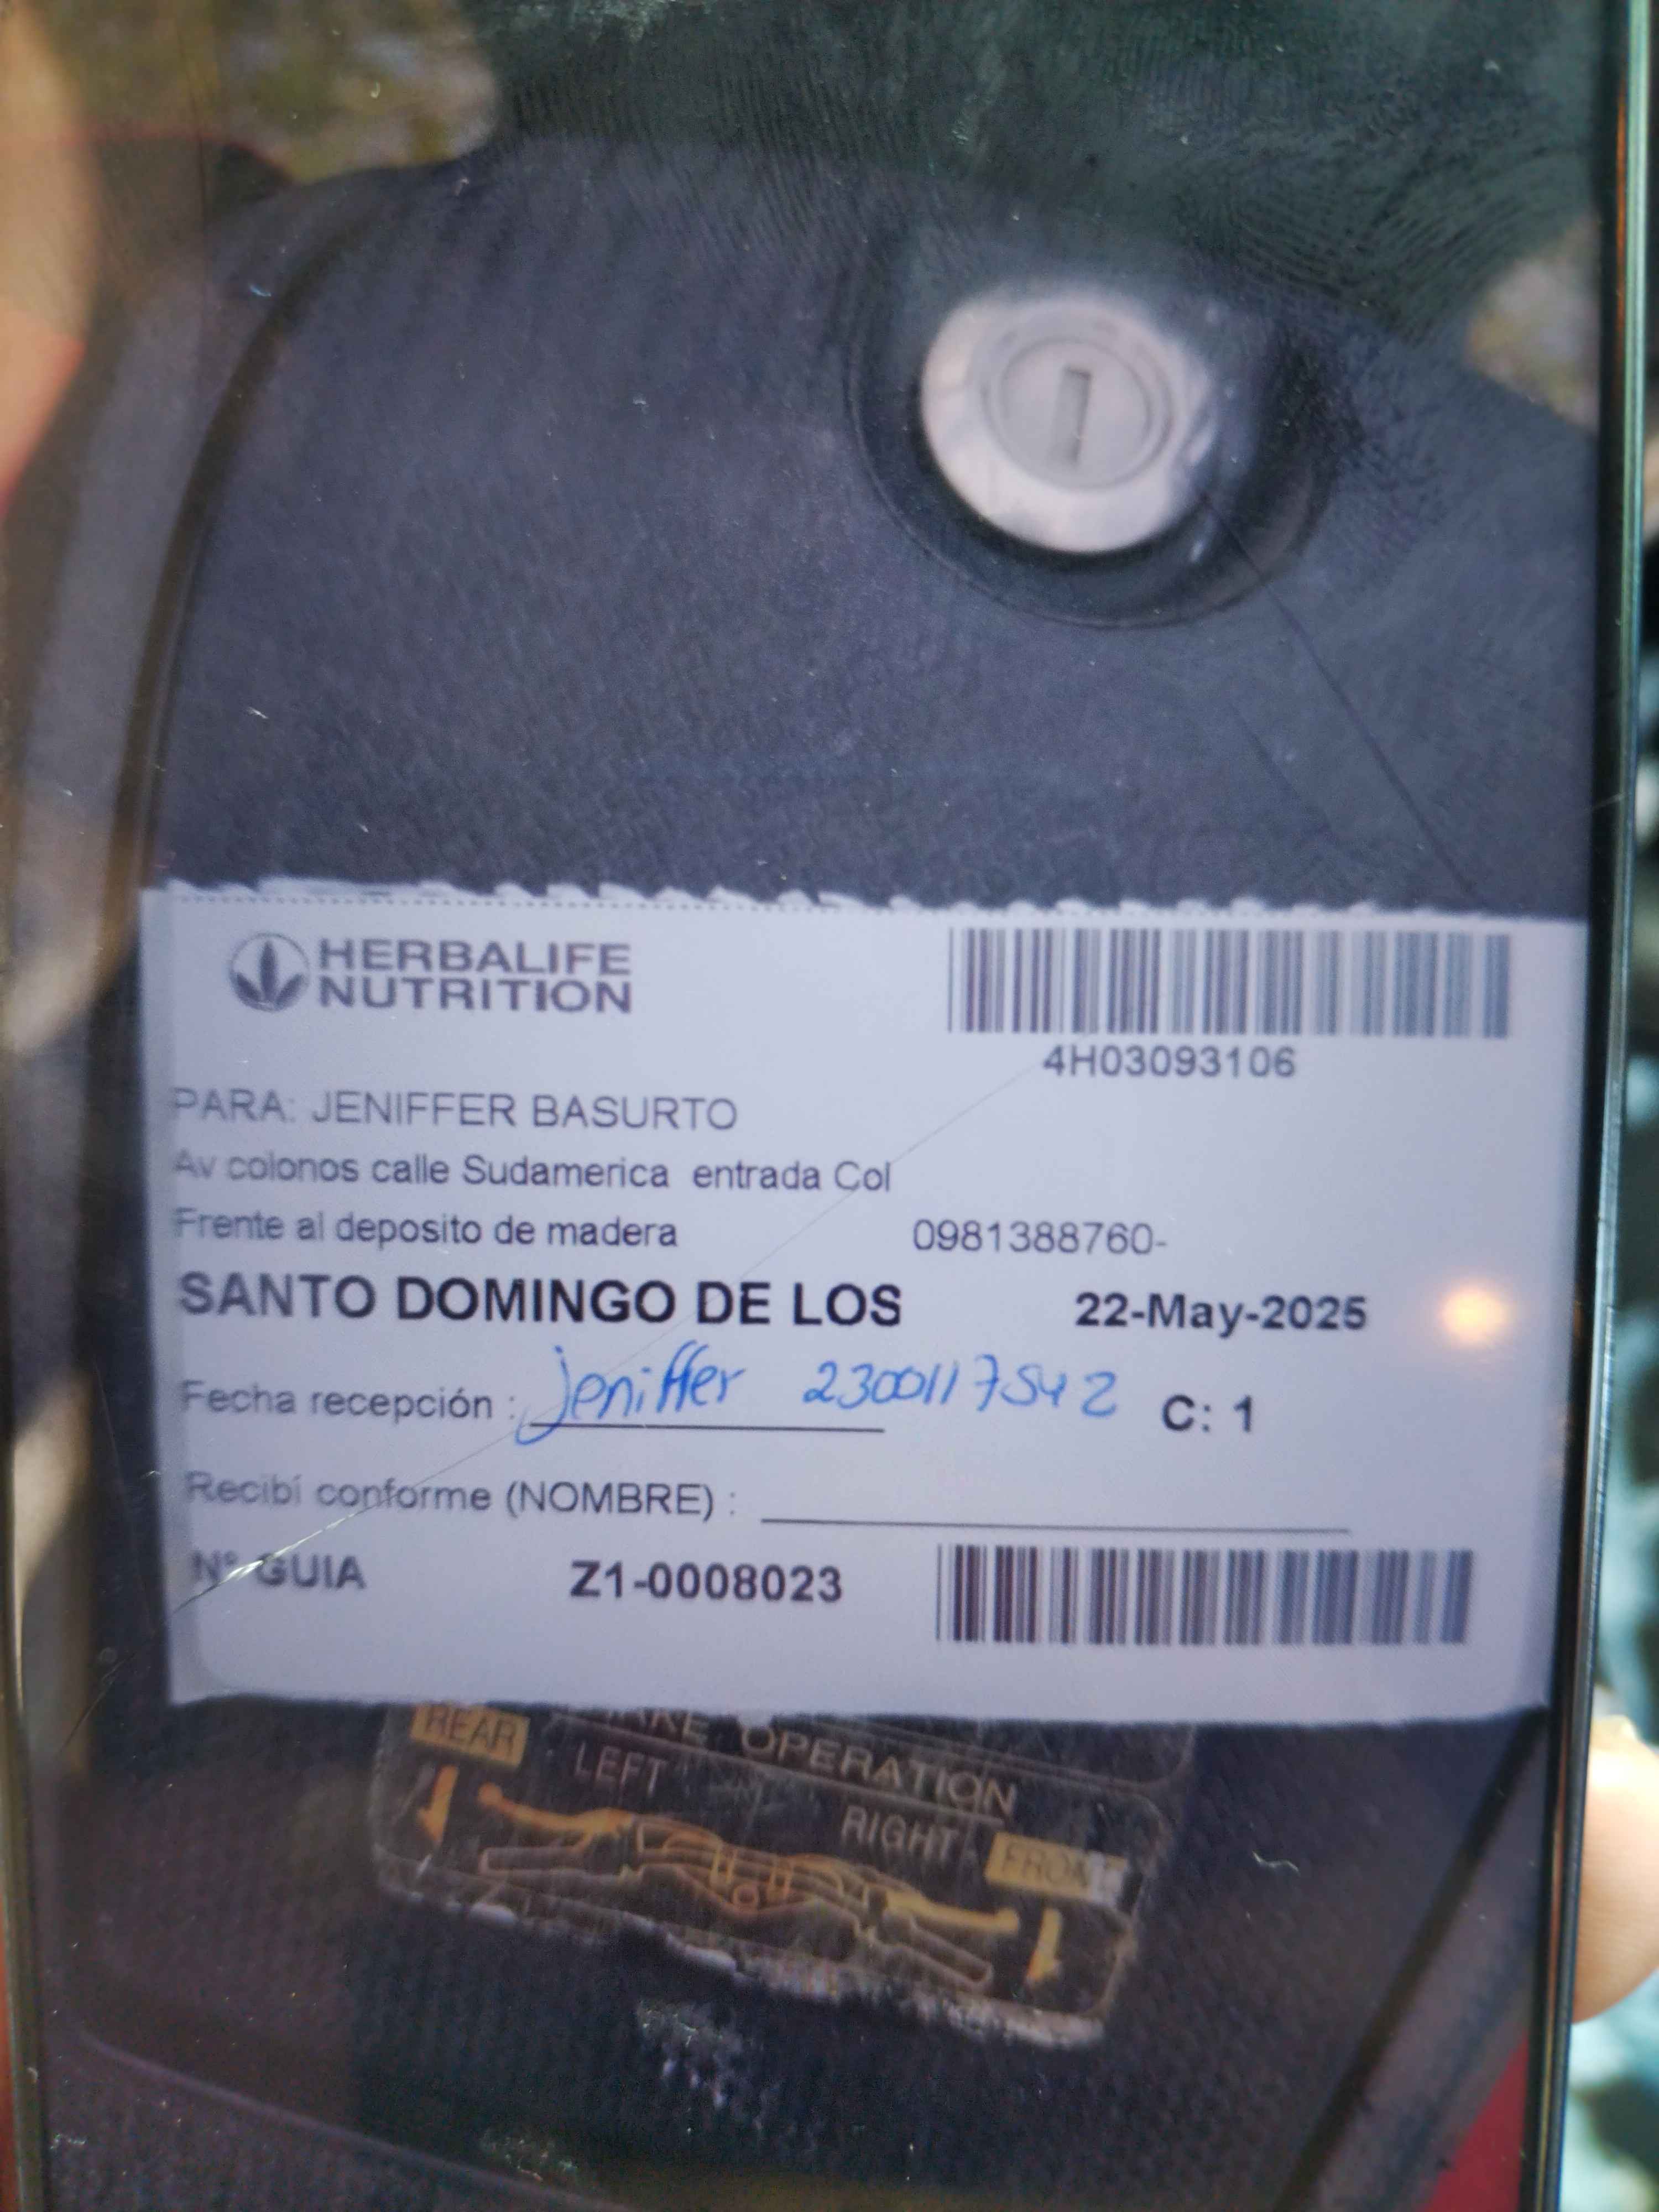 HERBALIFE
NUTRITION
4H03093106
PARA: JENIFFER BASURTO
Av colonos calle Sudamerica entrada Col
Frente al deposito de madera 0981388760-
SANTO DOMINGO DE LOS 22-May-2025
Fecha recepción : jeniffer 2300117542 C: 1
Recibí conforme (NOMBRE) :
Nº GUIA Z1-0008023
REAR
OPERATION
LEFT
RIGHT
FRONT